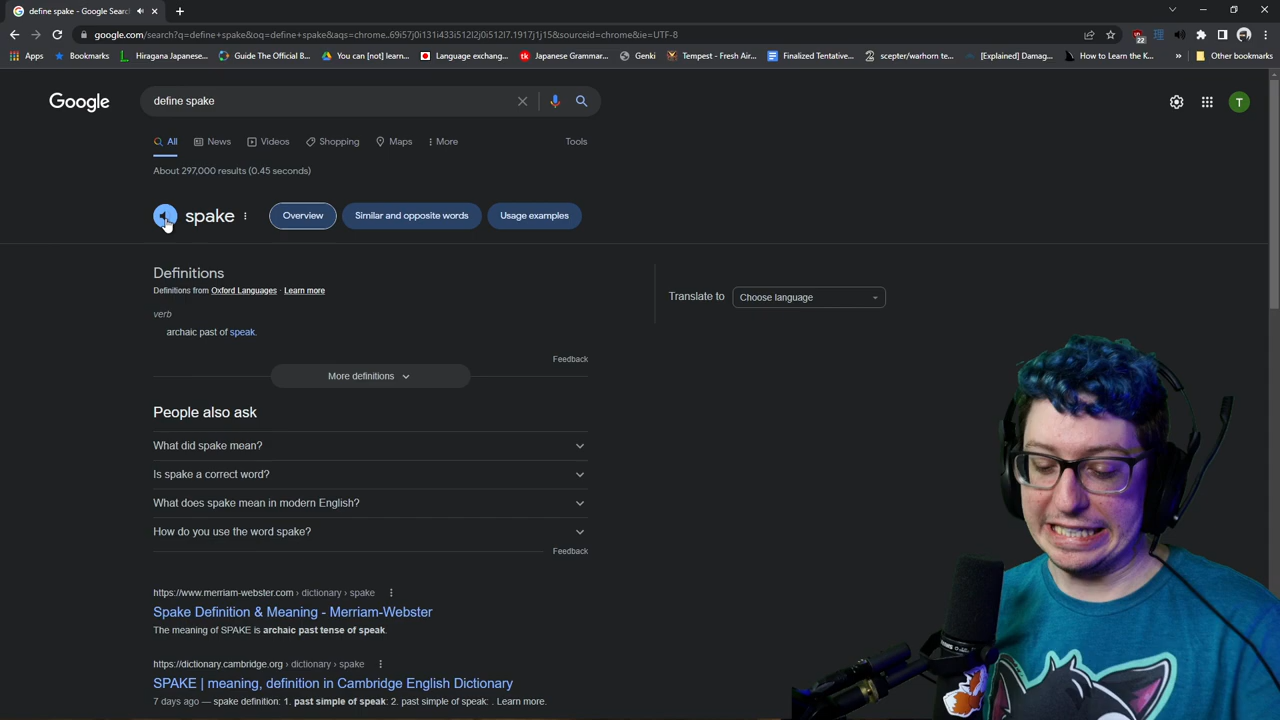 define spake - Google Searc
google.com/search?q=define+spake&oq=define+spake&aqs=chrome..69i57j0i131i433i512l2j0i512l7.1917j1j15&sourceid=chrome&ie=UTF-8
22
Apps Bookmarks Hiragana Japanese... Guide The Official B... You can [not] learn... Language exchang... tk Japanese Grammar... Genki Tempest - Fresh Air... Finalized Tentative... scepter/warhorn te... [Explained] Damag... How to Learn the K... » Other bookmarks
Google define spake T
All News Videos Shopping Maps More Tools
About 297,000 results (0.45 seconds)
spake Overview Similar and opposite words Usage examples
Definitions
Definitions from Oxford Languages · Learn more
Translate to Choose language
verb
archaic past of speak.
Feedback
More definitions
People also ask
What did spake mean?
Is spake a correct word?
What does spake mean in modern English?
How do you use the word spake?
Feedback
https://www.merriam-webster.com › dictionary › spake
Spake Definition & Meaning - Merriam-Webster
The meaning of SPAKE is archaic past tense of speak.
https://dictionary.cambridge.org › dictionary › spake
SPAKE | meaning, definition in Cambridge English Dictionary
7 days ago — spake definition: 1. past simple of speak: 2. past simple of speak: . Learn more.